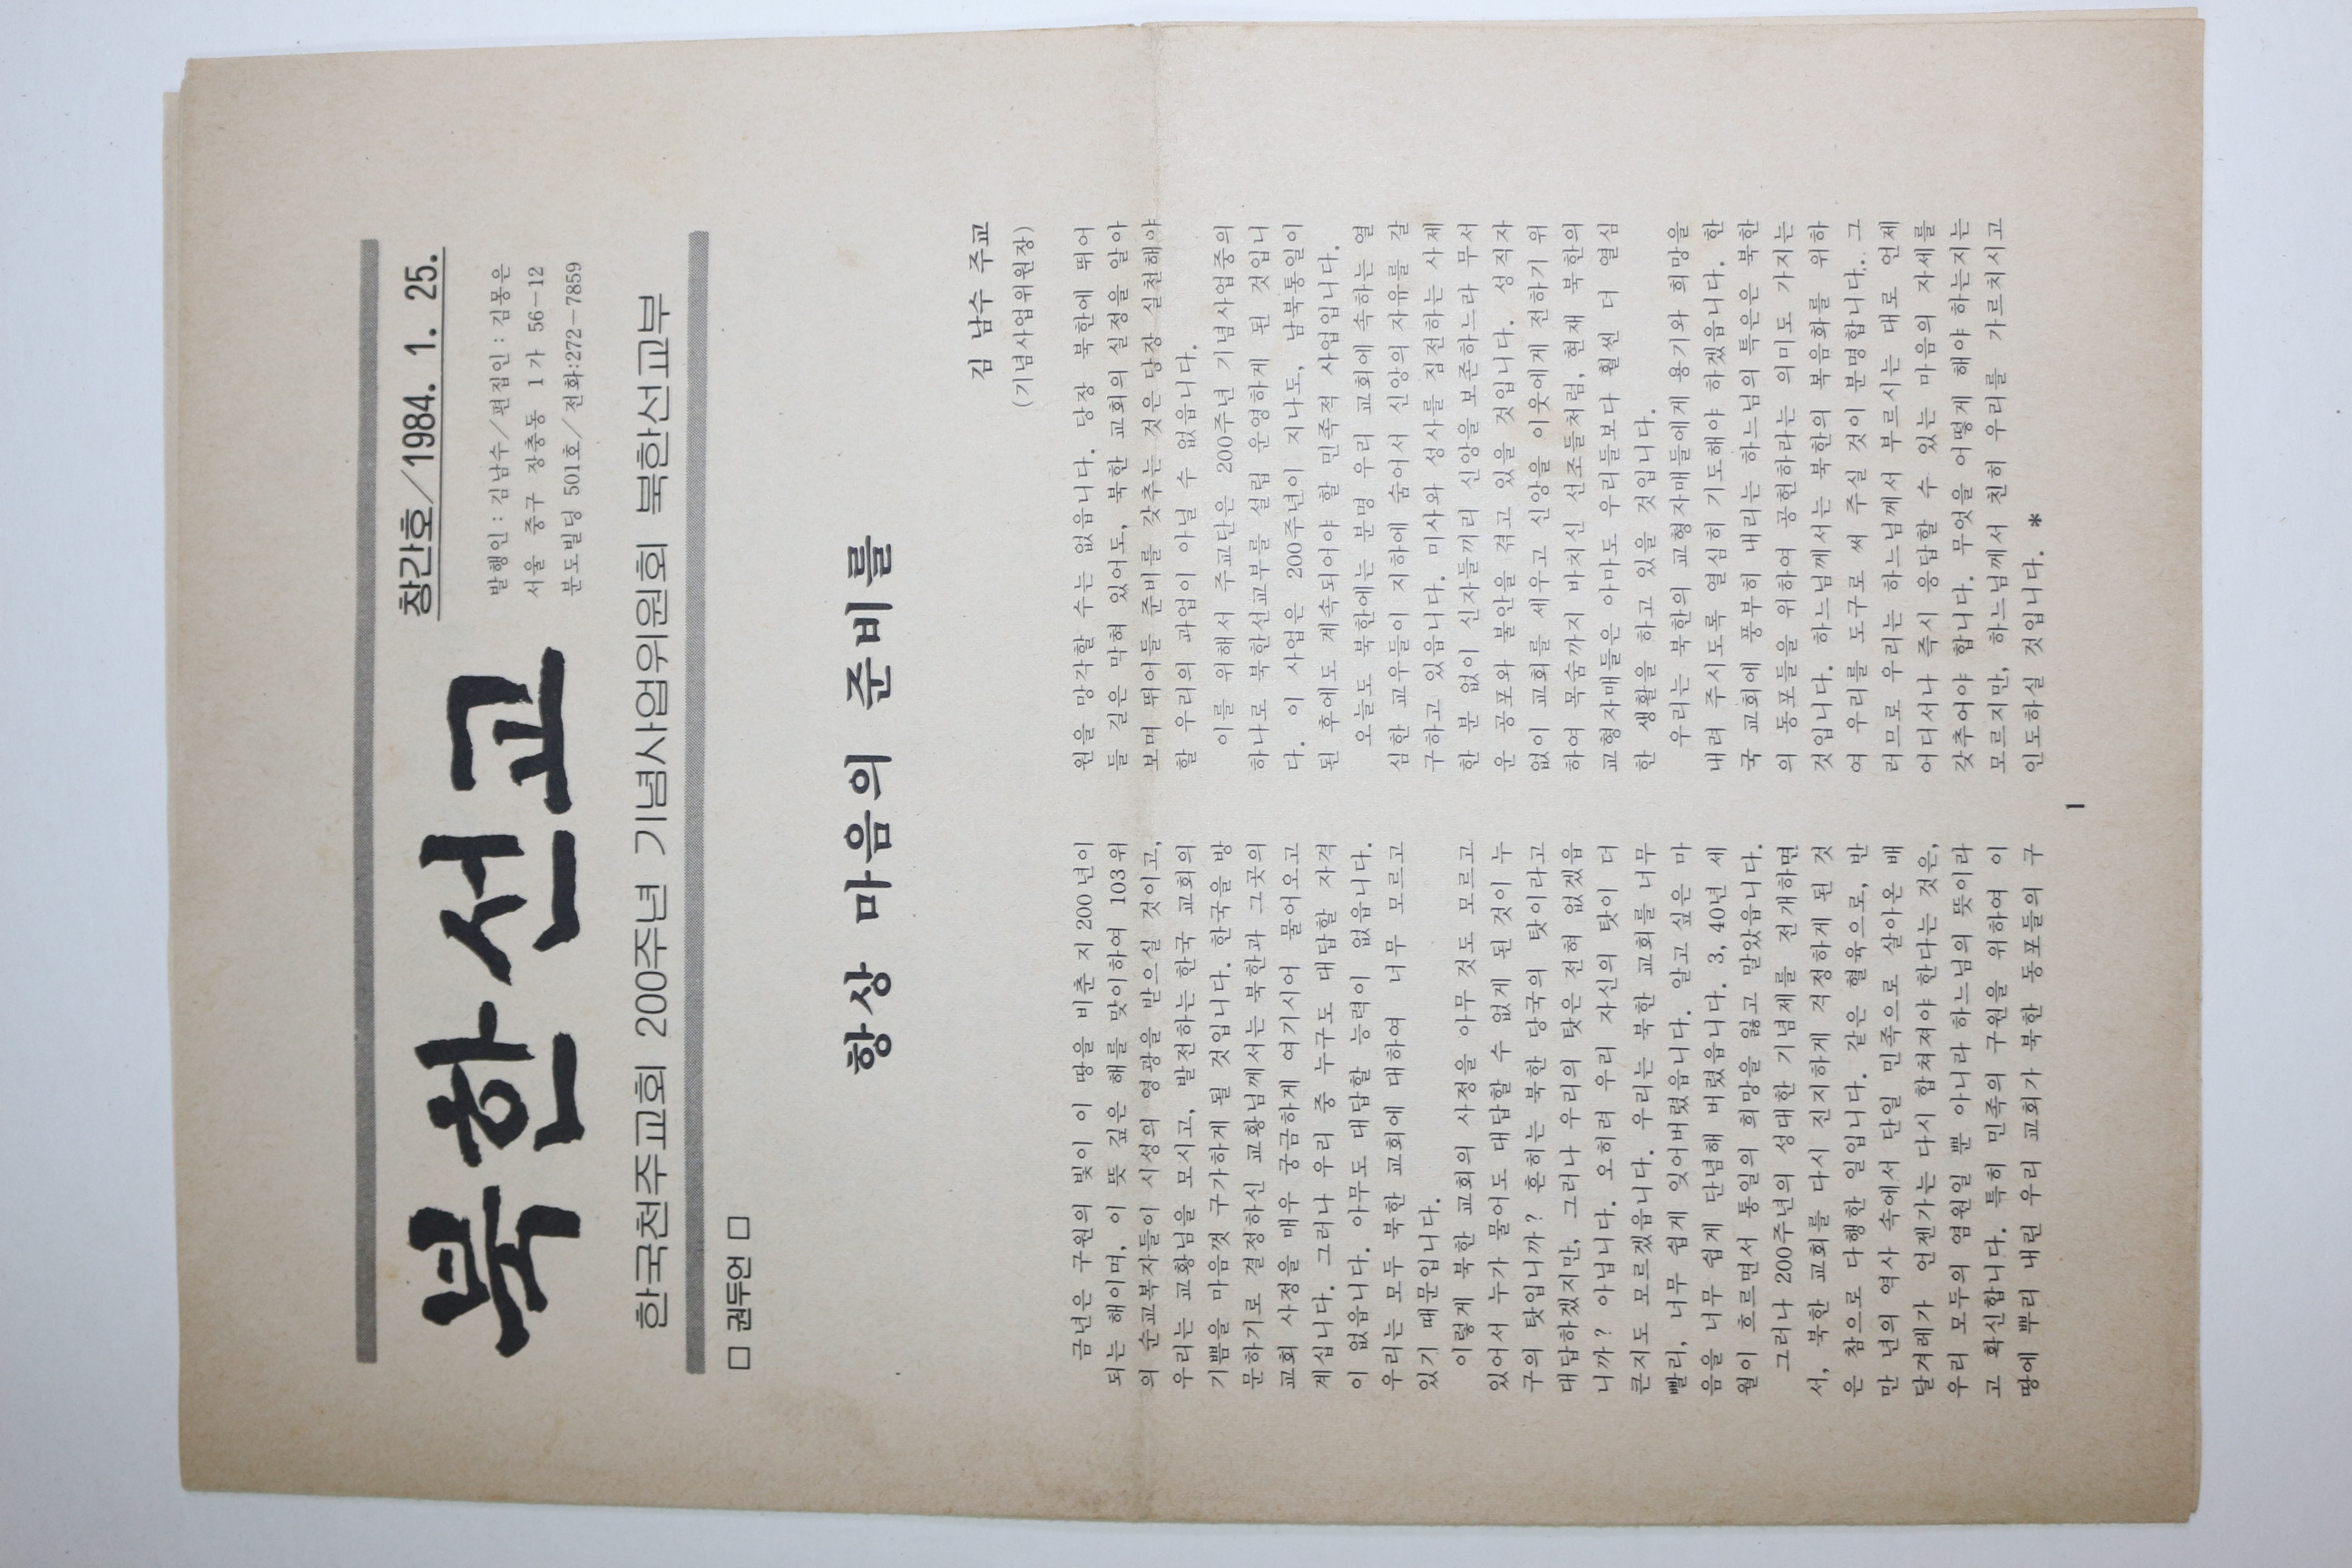 북한선교
창간호/1984. 1. 25.
발행인 : 김남수/편집인 : 김몽은
서울 중구 장충동 1가 56-12
분도빌딩 501호/전화:272-7859
한국천주교회 200주년 기념사업위원회 북한선교부
□ 권두언 □
항상 마음의 준비를
김 남수 주교
(기념사업위원장)
금년은 구원의 빛이 이 땅을 비춘 지 200년이
되는 해이며, 이 뜻 깊은 해를 맞이하여 103위
의 순교복자들이 시성의 영광을 받으실 것이고,
우리는 교황님을 모시고, 발전하는 한국 교회의
기쁨을 마음껏 구가하게 될 것입니다. 한국을 방
문하기로 결정하신 교황님께서는 북한과 그곳의
교회 사정을 매우 궁금하게 여기시어 물어오고
계십니다. 그러나 우리 중 누구도 대답할 자격
이 없읍니다. 아무도 대답할 능력이 없읍니다.
우리는 모두 북한 교회에 대하여 너무 모르고
있기 때문입니다.
이렇게 북한 교회의 사정을 아무 것도 모르고
있어서 누가 물어도 대답할 수 없게 된 것이 누
구의 탓입니까? 흔히는 북한 당국의 탓이라고
대답하겠지만, 그러나 우리의 탓은 전혀 없겠읍
니까? 아닙니다. 오히려 우리 자신의 탓이 더
큰지도 모르겠읍니다. 우리는 북한 교회를 너무
빨리, 너무 쉽게 잊어버렸읍니다. 알고 싶은 마
음을 너무 쉽게 단념해 버렸읍니다. 3, 40년 세
월이 흐르면서 통일의 희망을 잃고 말았읍니다.
그러나 200주년의 성대한 기념제를 전개하면
서, 북한 교회를 다시 진지하게 걱정하게 된 것
은 참으로 다행한 일입니다. 같은 혈육으로, 반
만 년의 역사 속에서 단일 민족으로 살아온 배
달겨레가 언젠가는 다시 합쳐져야 한다는 것은,
우리 모두의 염원일 뿐 아니라 하느님의 뜻이라
고 확신합니다. 특히 민족의 구원을 위하여 이
땅에 뿌리 내린 우리 교회가 북한 동포들의 구
원을 망각할 수는 없읍니다. 당장 북한에 뛰어
들 길은 막혀 있어도, 북한 교회의 실정을 알아
보며 뛰어들 준비를 갖추는 것은 당장 실천해야
할 우리의 과업이 아닐 수 없읍니다.
이를 위해서 주교단은 200주년 기념사업중의
하나로 북한선교부를 설립 운영하게 된 것입니
다. 이 사업은 200주년이 지나도, 남북통일이
된 후에도 계속되어야 할 민족적 사업입니다.
오늘도 북한에는 분명 우리 교회에 속하는 열
심한 교우들이 지하에 숨어서 신앙의 자유를 갈
구하고 있읍니다. 미사와 성사를 집전하는 사제
한 분 없이 신자들끼리 신앙을 보존하느라 무서
운 공포와 불안을 겪고 있을 것입니다. 성직자
없이 교회를 세우고 신앙을 이웃에게 전하기 위
하여 목숨까지 바치신 선조들처럼, 현재 북한의
교형자매들은 아마도 우리들보다 훨씬 더 열심
한 생활을 하고 있을 것입니다.
우리는 북한의 교형자매들에게 용기와 희망을
내려 주시도록 열심히 기도해야 하겠읍니다. 한
국 교회에 풍부히 내리는 하느님의 특은은 북한
의 동포들을 위하여 공헌하라는 의미도 가지는
것입니다. 하느님께서는 북한의 복음화를 위하
여 우리를 도구로 써 주실 것이 분명합니다. 그
러므로 우리는 하느님께서 부르시는 대로 언제
어디서나 즉시 응답할 수 있는 마음의 자세를
갖추어야 합니다. 무엇을 어떻게 해야 하는지는
모르지만, 하느님께서 친히 우리를 가르치시고
인도하실 것입니다. *
1